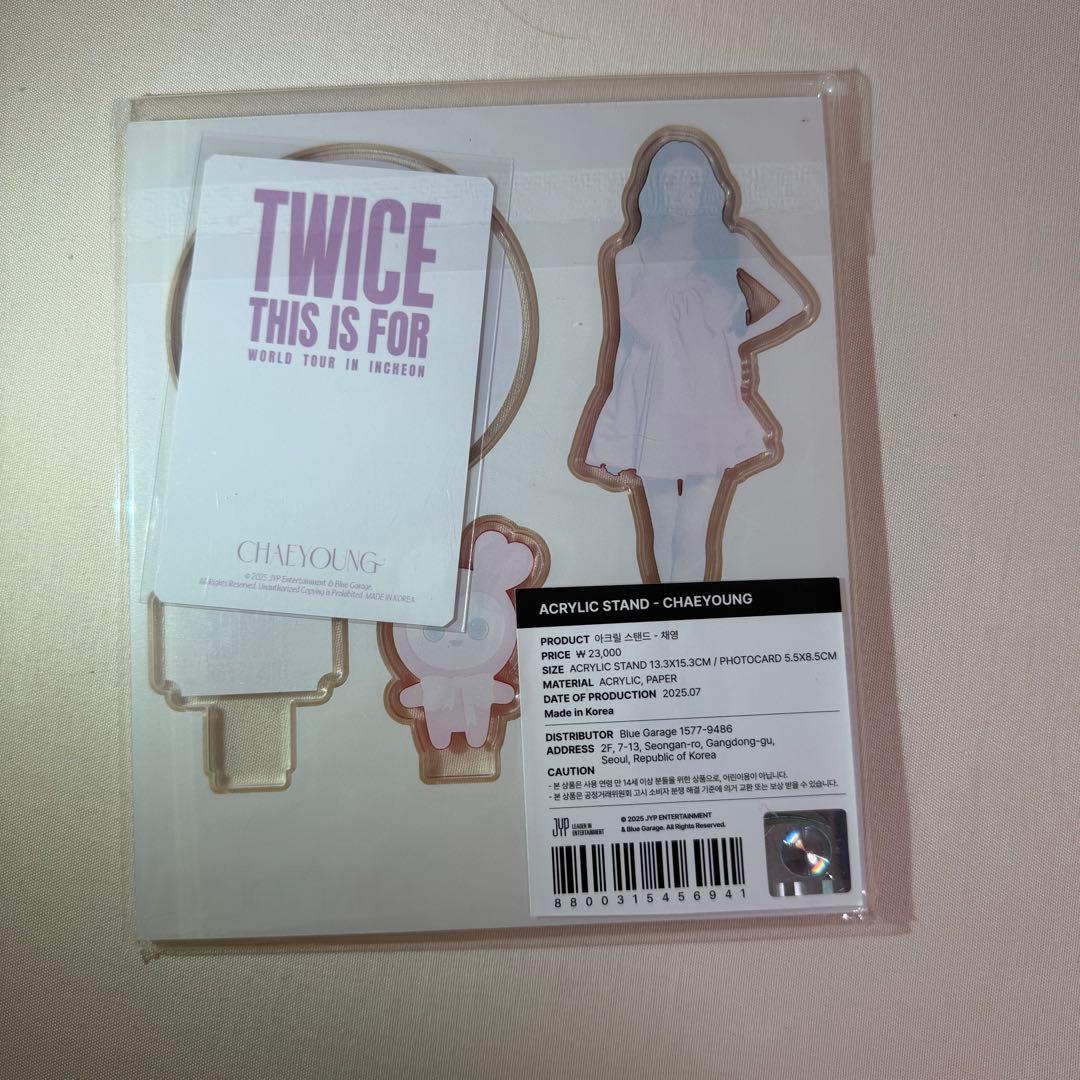 TWICE
THIS IS FOR
WORLD TOUR IN INCHEON
CHAEYOUNG
© 2025 JYP Entertainment & Blue Garage.
All Rights Reserved. Unauthorized Copying is Prohibited. MADE IN KOREA
ACRYLIC STAND - CHAEYOUNG
PRODUCT 아크릴 스탠드 - 채영
PRICE ₩ 23,000
SIZE ACRYLIC STAND 13.3X15.3CM / PHOTOCARD 5.5X8.5CM
MATERIAL ACRYLIC, PAPER
DATE OF PRODUCTION 2025.07
Made in Korea
DISTRIBUTOR Blue Garage 1577-9486
ADDRESS 2F, 7-13, Seongan-ro, Gangdong-gu,
Seoul, Republic of Korea
CAUTION
- 본 상품은 사용 연령 만 14세 이상 분들을 위한 상품으로, 어린이용이 아닙니다.
- 본 상품은 공정거래위원회 고시 소비자 분쟁 해결 기준에 의거 교환 또는 보상 받을 수 있습니다.
JYP LEADER IN
ENTERTAINMENT
© 2025 JYP ENTERTAINMENT
& Blue Garage. All Rights Reserved.
8800315456941